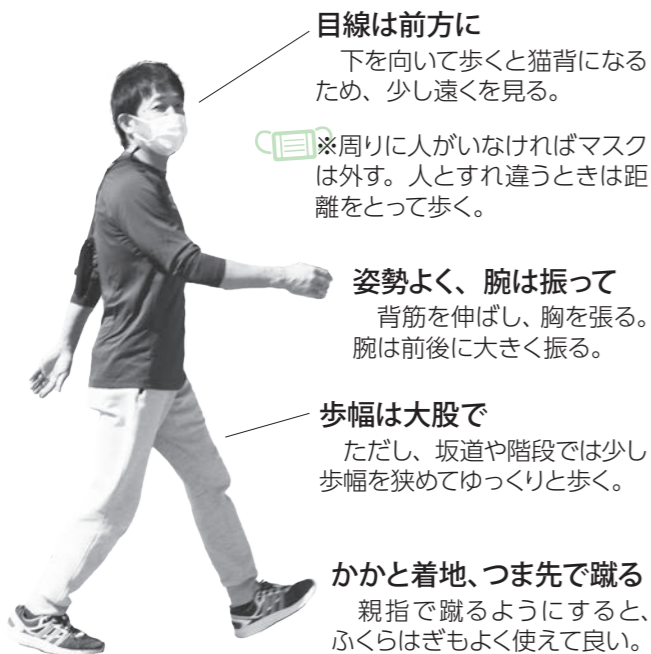 目線は前方に
下を向いて歩くと猫背になる
ため、少し遠くを見る。
※周りに人がいなければマスク
は外す。人とすれ違うときは距
離をとって歩く。
姿勢よく、腕は振って
背筋を伸ばし、胸を張る。
腕は前後に大きく振る。
歩幅は大股で
ただし、坂道や階段では少し
歩幅を狭めてゆっくりと歩く。
かかと着地、つま先で蹴る
親指で蹴るようにすると、
ふくらはぎもよく使えて良い。